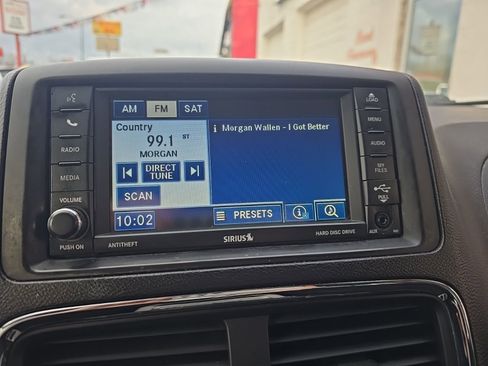 AM FM SAT
Country
99.1 ST
MORGAN
DIRECT
TUNE
SCAN
10:02
i Morgan Wallen - I Got Better
PRESETS
i
RADIO
MEDIA
VOLUME
PUSH ON
ANTITHEFT
SIRIUS
HARD DISC DRIVE
LOAD
MENU
AUDIO
MY
FILES
PULL
AUX